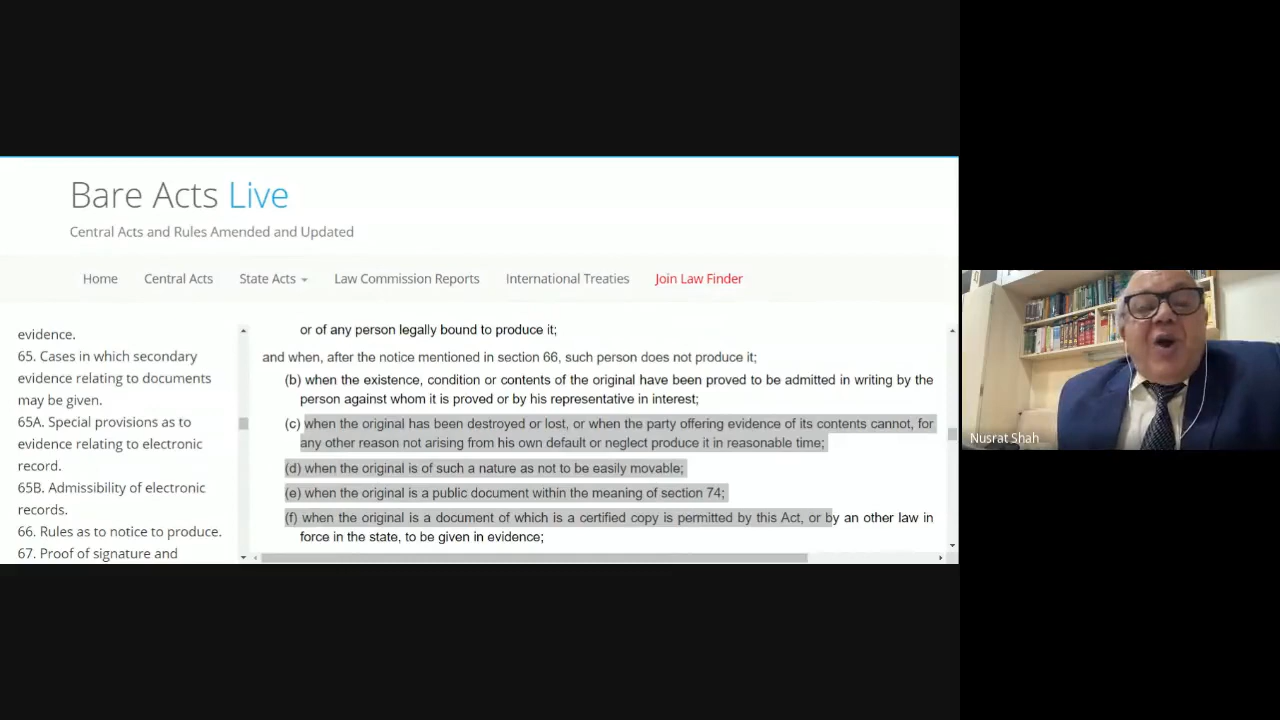 Bare Acts Live
Central Acts and Rules Amended and Updated
Home Central Acts State Acts Law Commission Reports International Treaties Join Law Finder
evidence.
65. Cases in which secondary
evidence relating to documents
may be given.
65A. Special provisions as to
evidence relating to electronic
record.
65B. Admissibility of electronic
records.
66. Rules as to notice to produce.
67. Proof of signature and
or of any person legally bound to produce it;
and when, after the notice mentioned in section 66, such person does not produce it;
(b) when the existence, condition or contents of the original have been proved to be admitted in writing by the
person against whom it is proved or by his representative in interest;
(c) when the original has been destroyed or lost, or when the party offering evidence of its contents cannot, for
any other reason not arising from his own default or neglect produce it in reasonable time;
(d) when the original is of such a nature as not to be easily movable;
(e) when the original is a public document within the meaning of section 74;
(f) when the original is a document of which is a certified copy is permitted by this Act, or by an other law in
force in the state, to be given in evidence;
Nusrat Shah